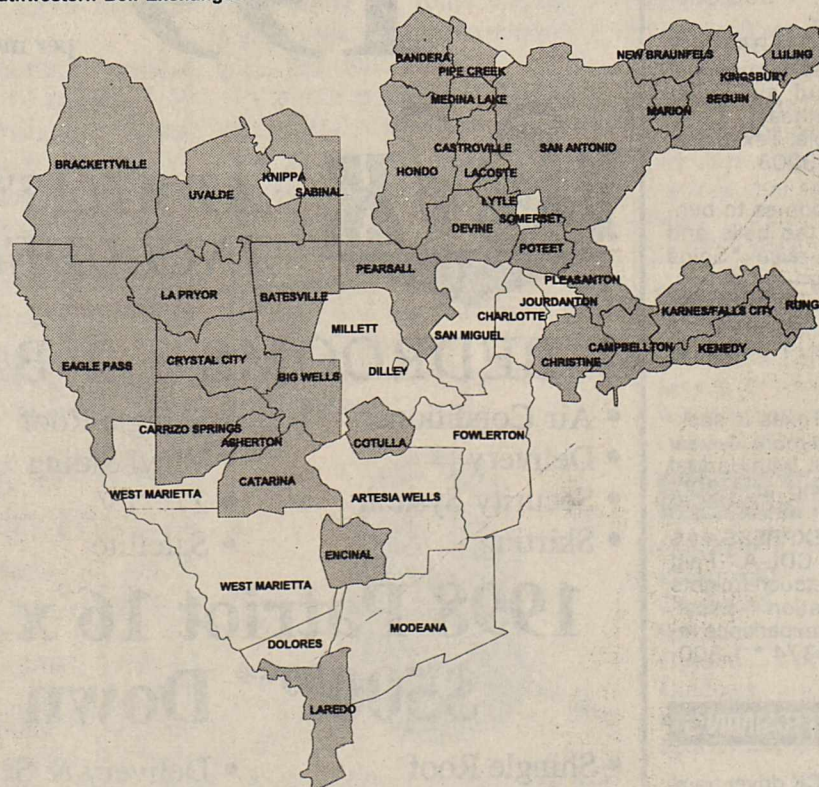 BANDERA
PIPE CREEK
NEW BRAUNFELS
LULING
KINGSBURY
MEDINA LAKE
MARION
SEGUIN
BRACKETTVILLE
CASTROVILLE
SAN ANTONIO
UVALDE
KNIPPA
SABINAL
HONDO
LACOSTE
LYTLE
SOMERSET
DEVINE
POTEET
PEARSALL
PLEASANTON
LA PRYOR
BATESVILLE
JOURDANTON
KARNES/FALLS CITY
RUNG
MILLETT
CHARLOTTE
SAN MIGUEL
CAMPBELLTON
KENEDY
EAGLE PASS
CRYSTAL CITY
CHRISTINE
BIG WELLS
DILLEY
CARRIZO SPRINGS
ASHERTON
COTULLA
FOWLERTON
CATARINA
WEST MARIETTA
ARTESIA WELLS
ENCINAL
WEST MARIETTA
MODEANA
DOLORES
LAREDO